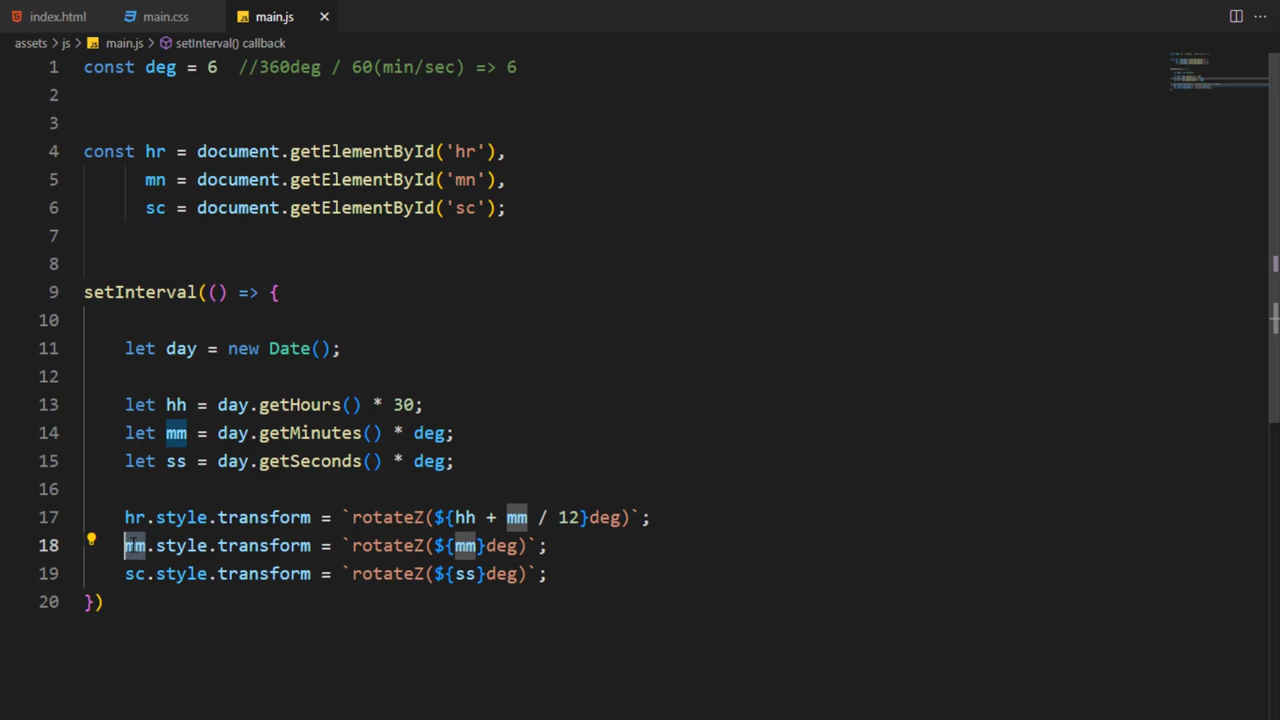 index.html main.css JS main.js
assets > js > JS main.js > setInterval() callback
1 const deg = 6 //360deg / 60(min/sec) => 6
2
3
4 const hr = document.getElementById('hr'),
5 mn = document.getElementById('mn'),
6 sc = document.getElementById('sc');
7
8
9 setInterval(() => {
10
11 let day = new Date();
12
13 let hh = day.getHours() * 30;
14 let mm = day.getMinutes() * deg;
15 let ss = day.getSeconds() * deg;
16
17 hr.style.transform = `rotateZ(${hh + mm / 12}deg)`;
18 mm.style.transform = `rotateZ(${mm}deg)`;
19 sc.style.transform = `rotateZ(${ss}deg)`;
20 })